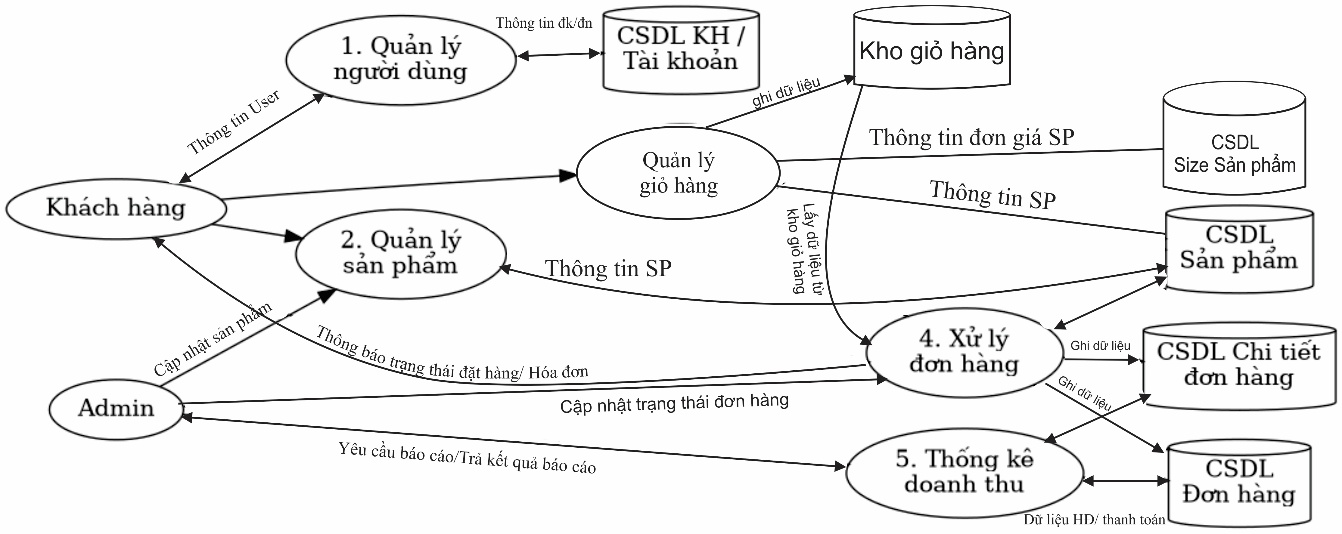 Thông tin đk/đn
1. Quản lý
người dùng
CSDL KH /
Tài khoản
Kho giỏ hàng
ghi dữ liệu
Thông tin User
Thông tin đơn giá SP
CSDL
Size Sản phẩm
Quản lý
giỏ hàng
Khách hàng
Thông tin SP
2. Quản lý
sản phẩm
Lấy dữ liệu từ
kho giỏ hàng
CSDL
Sản phẩm
Thông tin SP
Cập nhật sản phẩm
Thông báo trạng thái đặt hàng/ Hóa đơn
4. Xử lý
đơn hàng
Ghi dữ liệu
CSDL Chi tiết
đơn hàng
Admin
Cập nhật trạng thái đơn hàng
Ghi dữ liệu
Yêu cầu báo cáo/Trả kết quả báo cáo
5. Thống kê
doanh thu
CSDL
Đơn hàng
Dữ liệu HD/ thanh toán